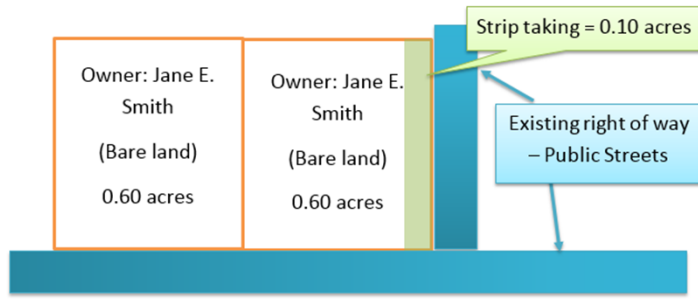 Strip taking = 0.10 acres
Owner: Jane E.
Smith
(Bare land)
0.60 acres
Owner: Jane E.
Smith
(Bare land)
0.60 acres
Existing right of way
– Public Streets